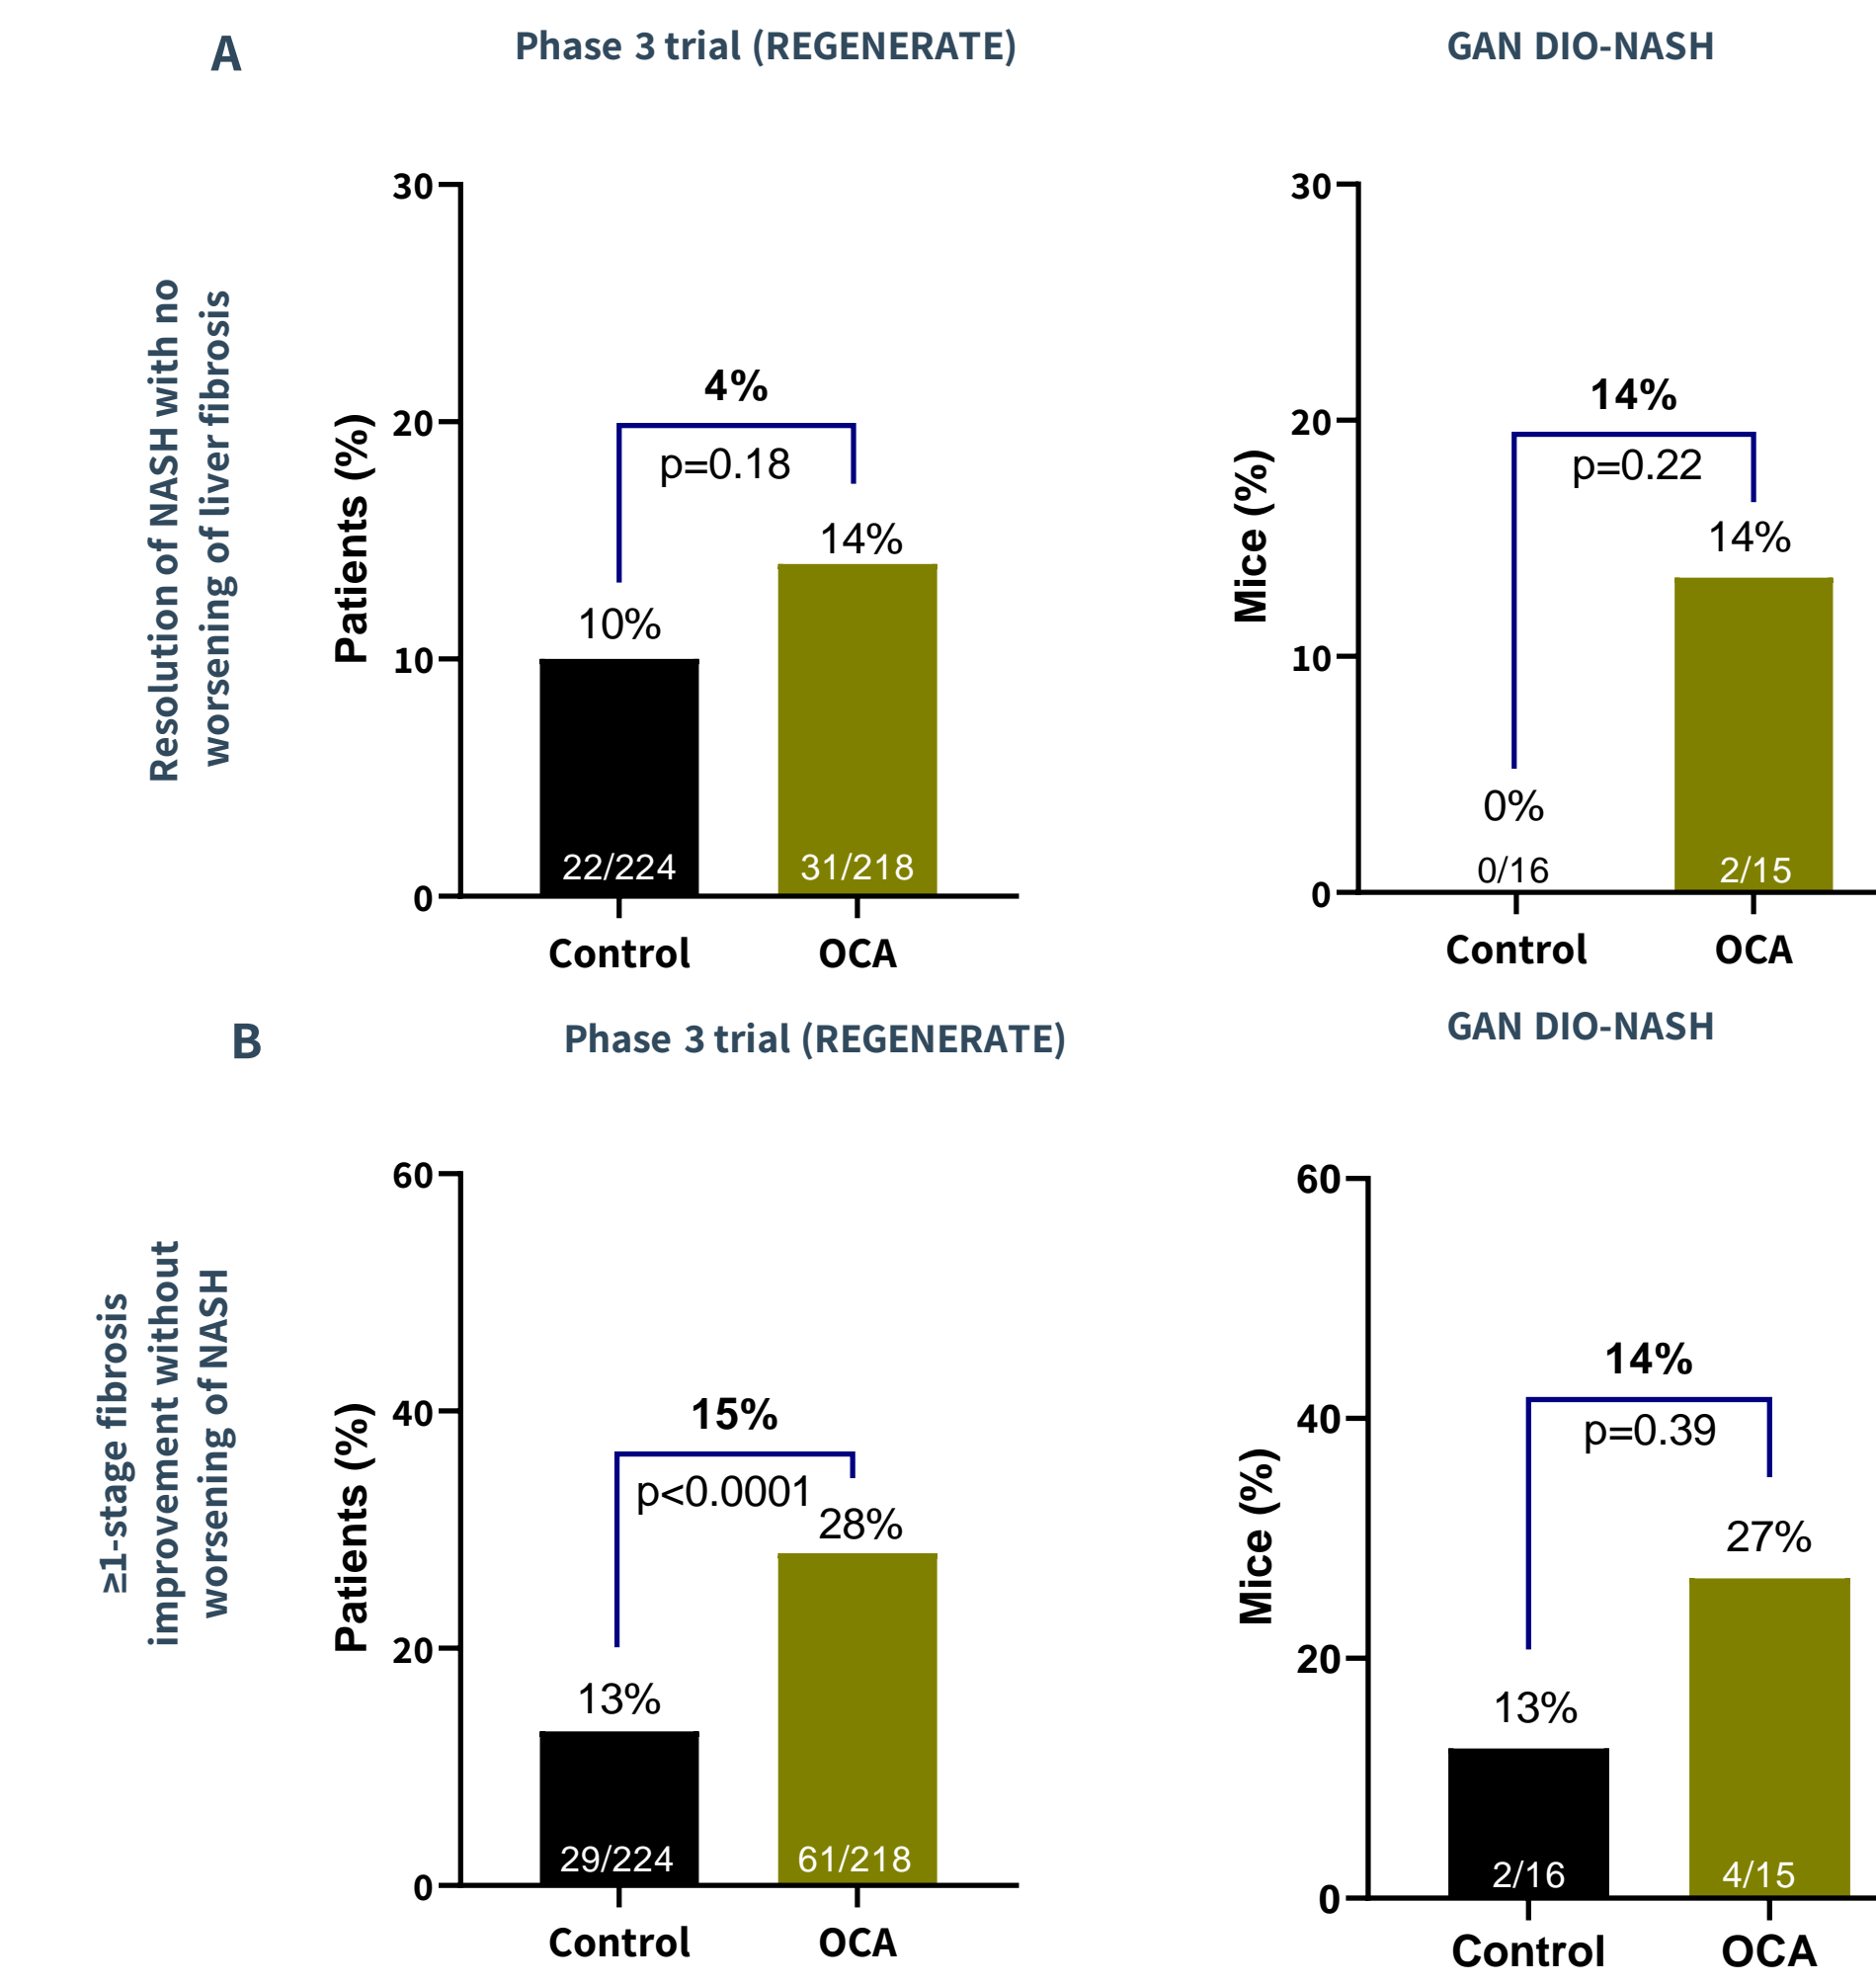 A
Phase 3 trial (REGENERATE)
GAN DIO-NASH
Resolution of NASH with no
worsening of liver fibrosis
Patients (%)
30
20
10
0
4%
p=0.18
14%
10%
22/224
31/218
Control
OCA
Mice (%)
30
20
10
0
14%
p=0.22
14%
0%
0/16
2/15
Control
OCA
B
Phase 3 trial (REGENERATE)
GAN DIO-NASH
≥1-stage fibrosis
improvement without
worsening of NASH
Patients (%)
60
40
20
0
15%
p<0.0001
28%
13%
29/224
61/218
Control
OCA
Mice (%)
60
40
20
0
14%
p=0.39
27%
13%
2/16
4/15
Control
OCA